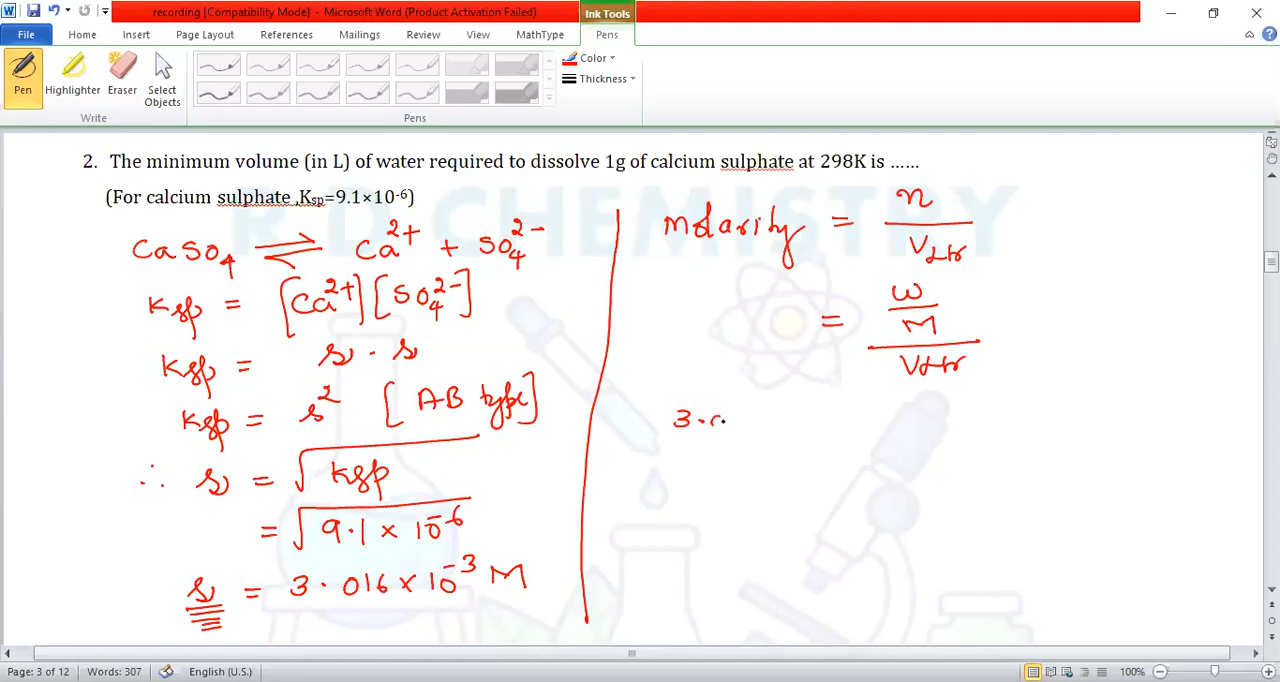 recording [Compatibility Mode] - Microsoft Word (Product Activation Failed)
Ink Tools
File Home Insert Page Layout References Mailings Review View MathType Pens
Pen Highlighter Eraser Select Objects
Color
Thickness
Write Pens
R D CHEMISTRY
2. The minimum volume (in L) of water required to dissolve 1g of calcium sulphate at 298K is ......
(For calcium sulphate ,Ksp=9.1×10⁻⁶)
CaSO₄ ⇌ Ca²⁺ + SO₄²⁻
Ksp = [Ca²⁺][SO₄²⁻]
Ksp = s · s
Ksp = s² [AB type]
∴ s = √Ksp
= √9.1 × 10⁻⁶
s = 3.016 × 10⁻³ M
Molarity = n / V Ltr
= w/M / V Ltr
3.
Page: 3 of 12 Words: 307 English (U.S.) 100%